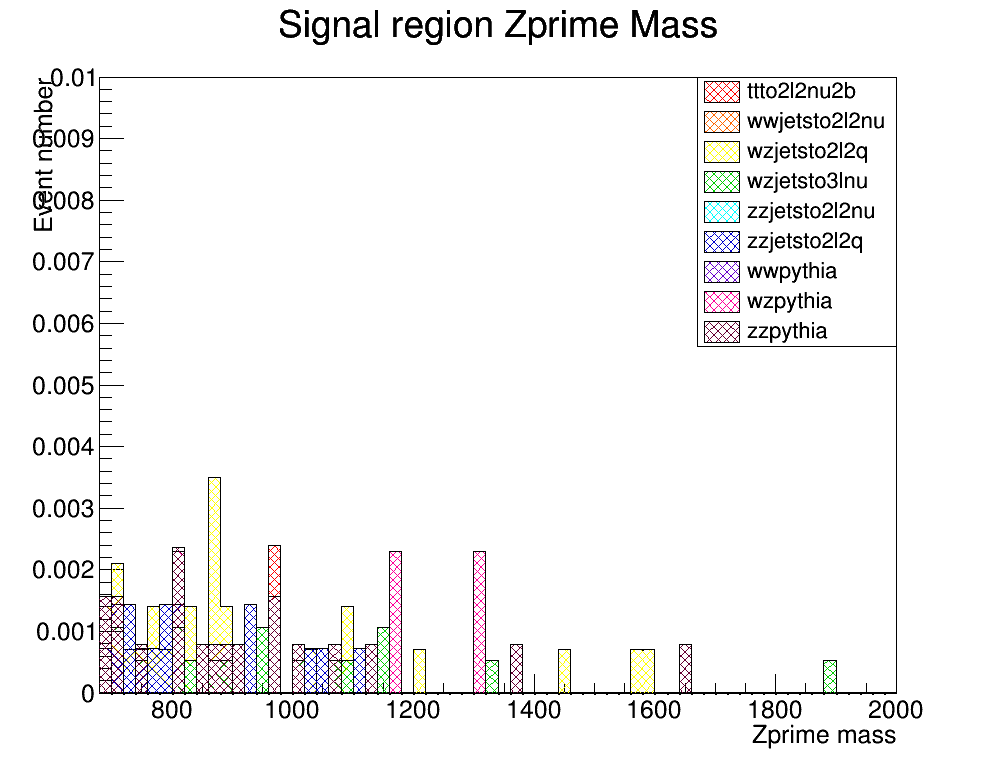 Signal region Zprime Mass
Event number
0.01
0.009
0.008
0.007
0.006
0.005
0.004
0.003
0.002
0.001
0
ttto2l2nu2b
wwjetsto2l2nu
wzjetsto2l2q
wzjetsto3lnu
zzjetsto2l2nu
zzjetsto2l2q
wwpythia
wzpythia
zzpythia
800 1000 1200 1400 1600 1800 2000
Zprime mass